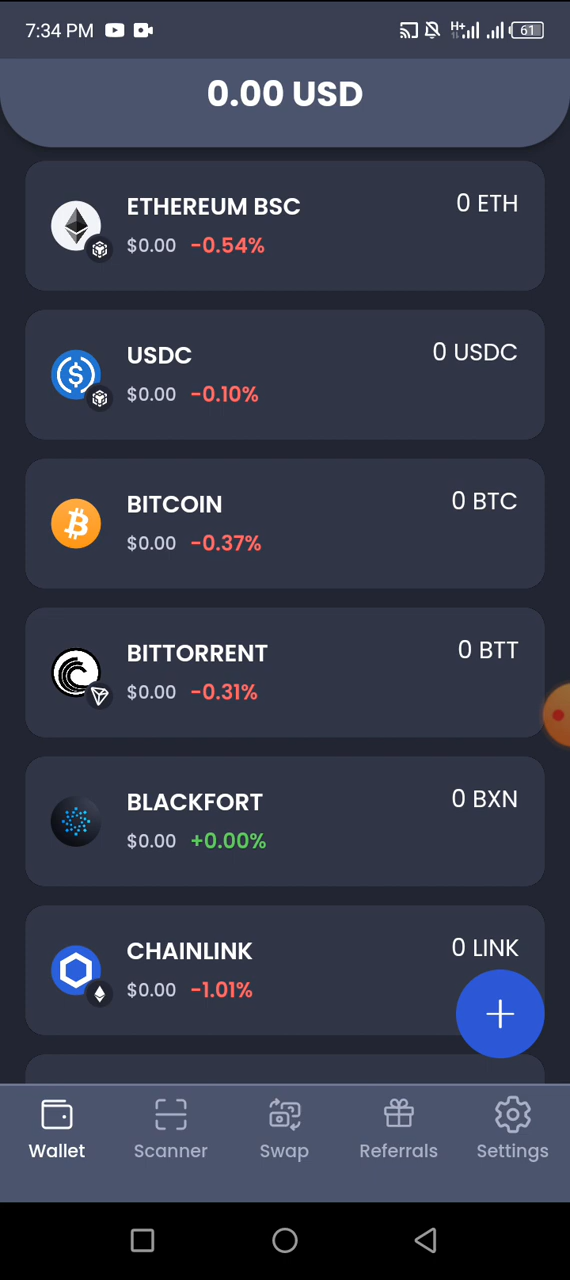 7:34 PM
H+
61
0.00 USD
ETHEREUM BSC
0 ETH
$0.00 -0.54%
USDC
0 USDC
$0.00 -0.10%
BITCOIN
0 BTC
$0.00 -0.37%
BITTORRENT
0 BTT
$0.00 -0.31%
BLACKFORT
0 BXN
$0.00 +0.00%
CHAINLINK
0 LINK
$0.00 -1.01%
Wallet Scanner Swap Referrals Settings